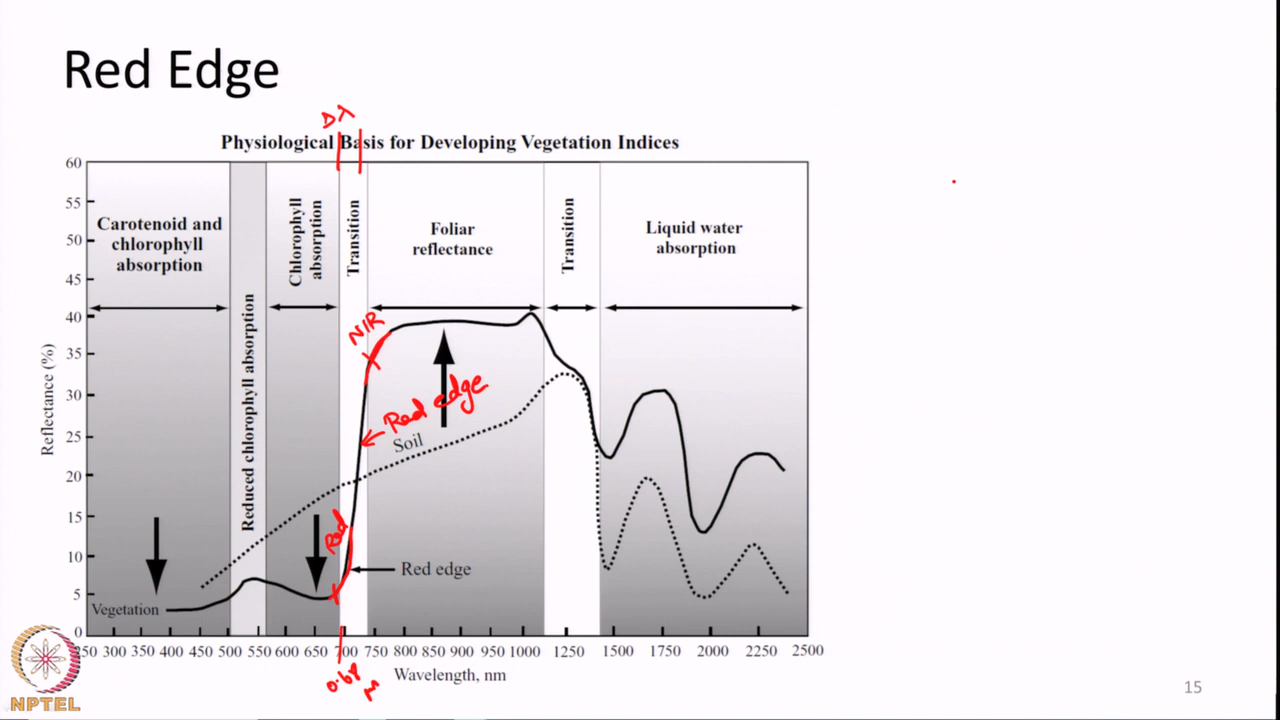 Red Edge
Δλ
Physiological Basis for Developing Vegetation Indices
60
55
50
45
40
35
30
25
20
15
10
5
0
Reflectance (%)
Carotenoid and
chlorophyll
absorption
Reduced chlorophyll absorption
Chlorophyll
absorption
Transition
Foliar
reflectance
Transition
Liquid water
absorption
NIR
Red edge
Soil
Red
Red edge
Vegetation
250 300 350 400 450 500 550 600 650 700 750 800 850 900 950 1000 1250 1500 1750 2000 2250 2500
Wavelength, nm
0.68
μ
NPTEL
15